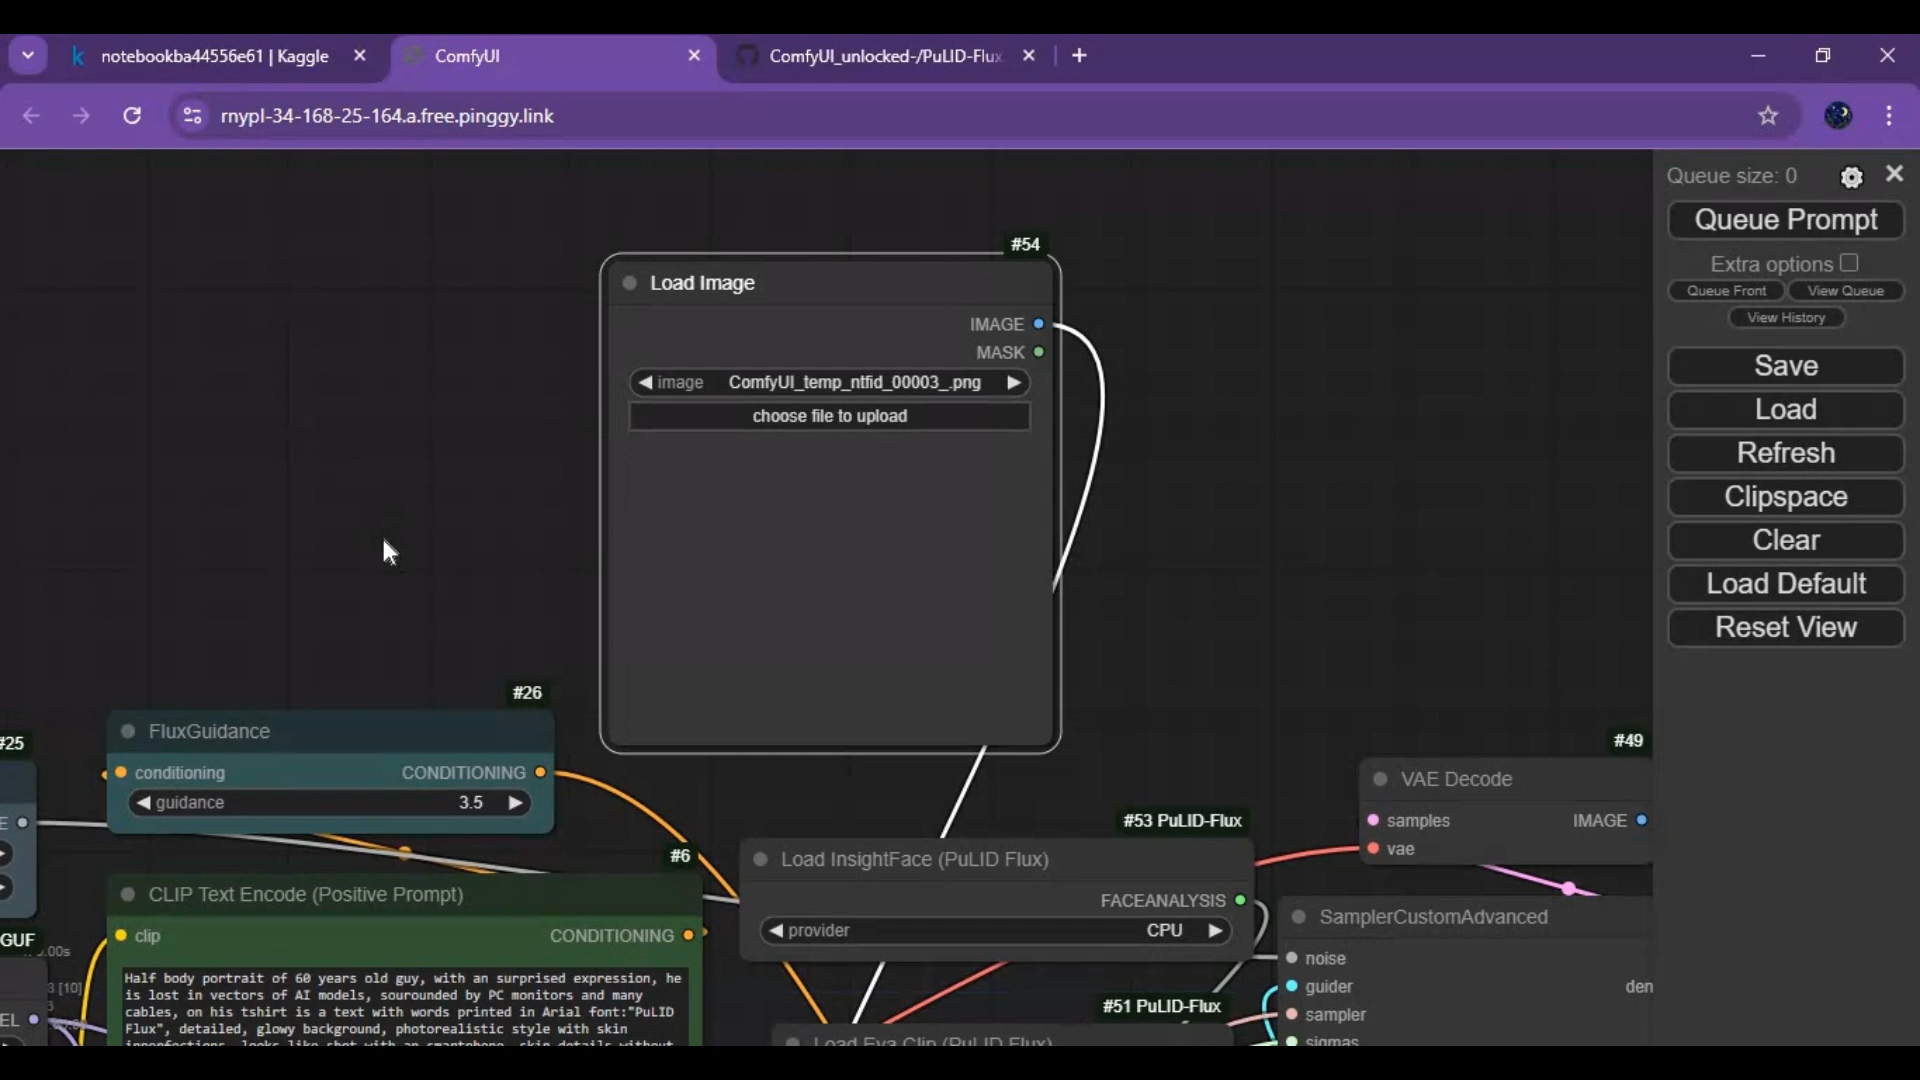 notebookba44556e61 | Kaggle
ComfyUI
ComfyUI_unlocked-/PuLID-Flux
rnypl-34-168-25-164.a.free.pinggy.link
Queue size: 0
Queue Prompt
Extra options
Queue Front
View Queue
View History
Save
Load
Refresh
Clipspace
Clear
Load Default
Reset View
#54
Load Image
IMAGE
MASK
image ComfyUI_temp_ntfid_00003_.png
choose file to upload
#26
FluxGuidance
conditioning CONDITIONING
guidance 3.5
#25
E
#6
CLIP Text Encode (Positive Prompt)
clip CONDITIONING
Half body portrait of 60 years old guy, with an surprised expression, he
is lost in vectors of AI models, sourounded by PC monitors and many
cables, on his tshirt is a text with words printed in Arial font:"PuLID
Flux", detailed, glowy background, photorealistic style with skin
GUF
EL
#53 PuLID-Flux
Load InsightFace (PuLID Flux)
FACEANALYSIS
provider CPU
#51 PuLID-Flux
Load Eva Clip (PuLID Flux)
#49
VAE Decode
samples IMAGE
vae
SamplerCustomAdvanced
noise
guider den
sampler
sigmas